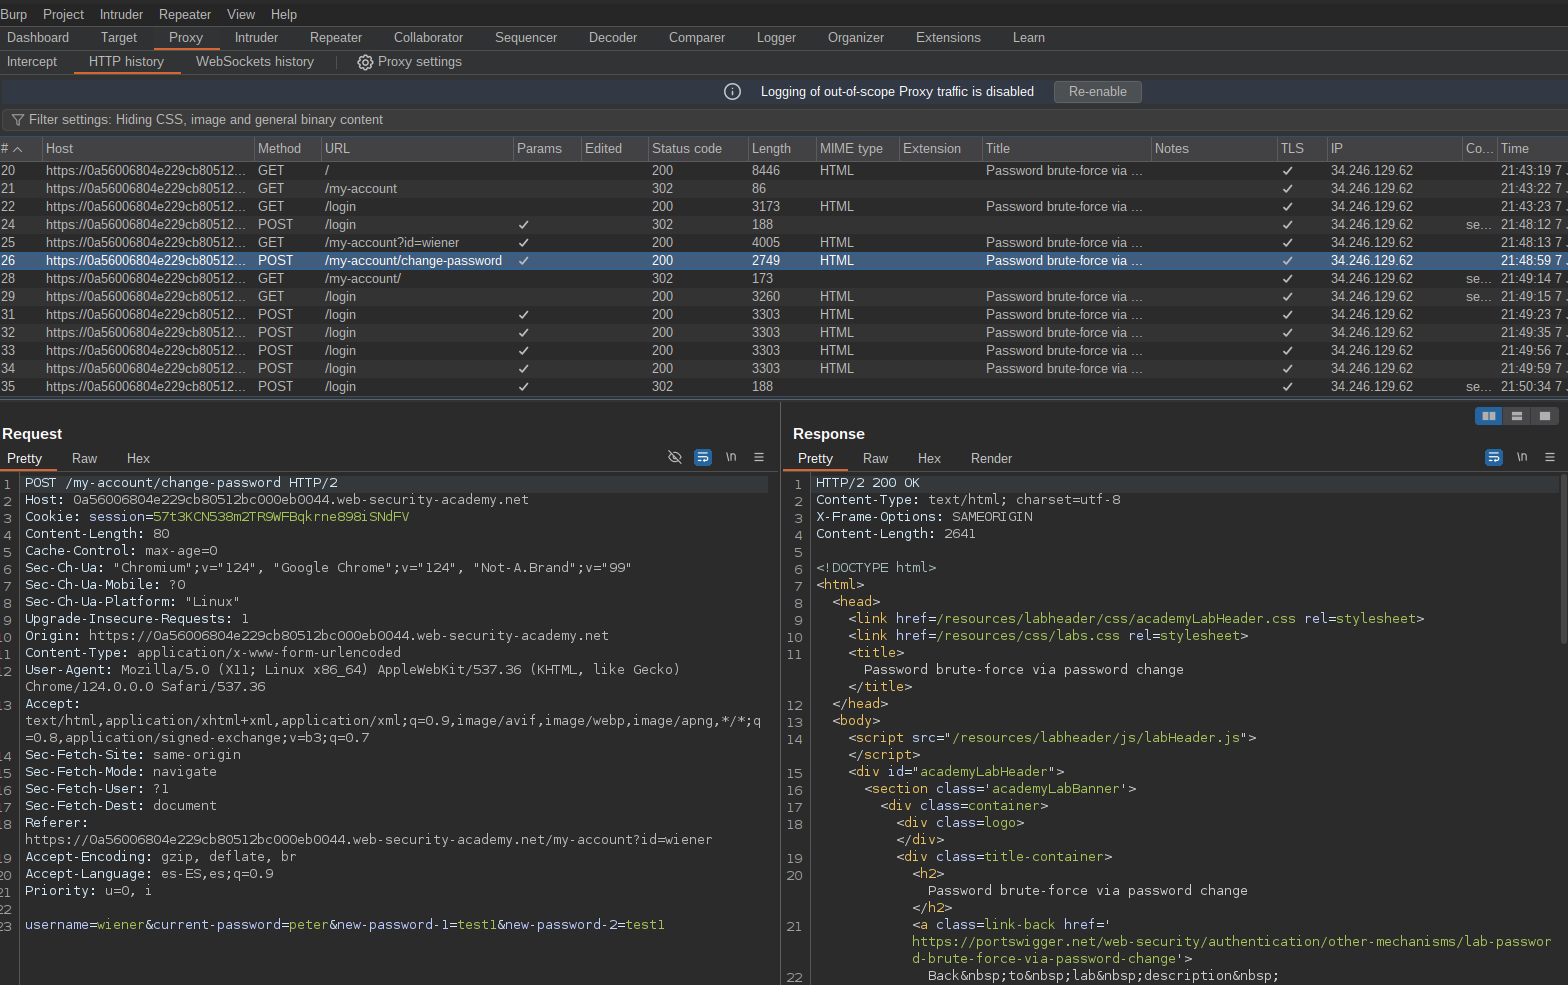 Burp Project Intruder Repeater View Help
Dashboard Target Proxy Intruder Repeater Collaborator Sequencer Decoder Comparer Logger Organizer Extensions Learn
Intercept HTTP history WebSockets history Proxy settings
Logging of out-of-scope Proxy traffic is disabled Re-enable
Filter settings: Hiding CSS, image and general binary content
# Host Method URL Params Edited Status code Length MIME type Extension Title Notes TLS IP Co... Time
20 https://0a56006804e229cb80512... GET / 200 8446 HTML Password brute-force via ... ✓ 34.246.129.62 21:43:19 7 .
21 https://0a56006804e229cb80512... GET /my-account 302 86 ✓ 34.246.129.62 21:43:22 7 .
22 https://0a56006804e229cb80512... GET /login 200 3173 HTML Password brute-force via ... ✓ 34.246.129.62 21:43:23 7 .
24 https://0a56006804e229cb80512... POST /login ✓ 302 188 ✓ 34.246.129.62 se... 21:48:12 7 .
25 https://0a56006804e229cb80512... GET /my-account?id=wiener ✓ 200 4005 HTML Password brute-force via ... ✓ 34.246.129.62 21:48:13 7 .
26 https://0a56006804e229cb80512... POST /my-account/change-password ✓ 200 2749 HTML Password brute-force via ... ✓ 34.246.129.62 21:48:59 7 .
28 https://0a56006804e229cb80512... GET /my-account/ 302 173 ✓ 34.246.129.62 se... 21:49:14 7 .
29 https://0a56006804e229cb80512... GET /login 200 3260 HTML Password brute-force via ... ✓ 34.246.129.62 se... 21:49:15 7 .
31 https://0a56006804e229cb80512... POST /login ✓ 200 3303 HTML Password brute-force via ... ✓ 34.246.129.62 21:49:23 7 .
32 https://0a56006804e229cb80512... POST /login ✓ 200 3303 HTML Password brute-force via ... ✓ 34.246.129.62 21:49:35 7 .
33 https://0a56006804e229cb80512... POST /login ✓ 200 3303 HTML Password brute-force via ... ✓ 34.246.129.62 21:49:56 7 .
34 https://0a56006804e229cb80512... POST /login ✓ 200 3303 HTML Password brute-force via ... ✓ 34.246.129.62 21:49:59 7 .
35 https://0a56006804e229cb80512... POST /login ✓ 302 188 ✓ 34.246.129.62 se... 21:50:34 7 .
Request
Pretty Raw Hex \n
1 POST /my-account/change-password HTTP/2
2 Host: 0a56006804e229cb80512bc000eb0044.web-security-academy.net
3 Cookie: session=57t3KCN538m2TR9WFBqkrne898iSNdFV
4 Content-Length: 80
5 Cache-Control: max-age=0
6 Sec-Ch-Ua: "Chromium";v="124", "Google Chrome";v="124", "Not-A.Brand";v="99"
7 Sec-Ch-Ua-Mobile: ?0
8 Sec-Ch-Ua-Platform: "Linux"
9 Upgrade-Insecure-Requests: 1
10 Origin: https://0a56006804e229cb80512bc000eb0044.web-security-academy.net
11 Content-Type: application/x-www-form-urlencoded
12 User-Agent: Mozilla/5.0 (X11; Linux x86_64) AppleWebKit/537.36 (KHTML, like Gecko)
Chrome/124.0.0.0 Safari/537.36
13 Accept:
text/html,application/xhtml+xml,application/xml;q=0.9,image/avif,image/webp,image/apng,*/*;q
=0.8,application/signed-exchange;v=b3;q=0.7
14 Sec-Fetch-Site: same-origin
15 Sec-Fetch-Mode: navigate
16 Sec-Fetch-User: ?1
17 Sec-Fetch-Dest: document
18 Referer:
https://0a56006804e229cb80512bc000eb0044.web-security-academy.net/my-account?id=wiener
19 Accept-Encoding: gzip, deflate, br
20 Accept-Language: es-ES,es;q=0.9
21 Priority: u=0, i
22
23 username=wiener&current-password=peter&new-password-1=test1&new-password-2=test1
Response
Pretty Raw Hex Render \n
1 HTTP/2 200 OK
2 Content-Type: text/html; charset=utf-8
3 X-Frame-Options: SAMEORIGIN
4 Content-Length: 2641
5
6 <!DOCTYPE html>
7 <html>
8 <head>
9 <link href=/resources/labheader/css/academyLabHeader.css rel=stylesheet>
10 <link href=/resources/css/labs.css rel=stylesheet>
11 <title>
Password brute-force via password change
</title>
12 </head>
13 <body>
14 <script src="/resources/labheader/js/labHeader.js">
</script>
15 <div id="academyLabHeader">
16 <section class='academyLabBanner'>
17 <div class=container>
18 <div class=logo>
</div>
19 <div class=title-container>
20 <h2>
Password brute-force via password change
</h2>
21 <a class=link-back href='
https://portswigger.net/web-security/authentication/other-mechanisms/lab-passwor
d-brute-force-via-password-change'>
22 Back&nbsp;to&nbsp;lab&nbsp;description&nbsp;